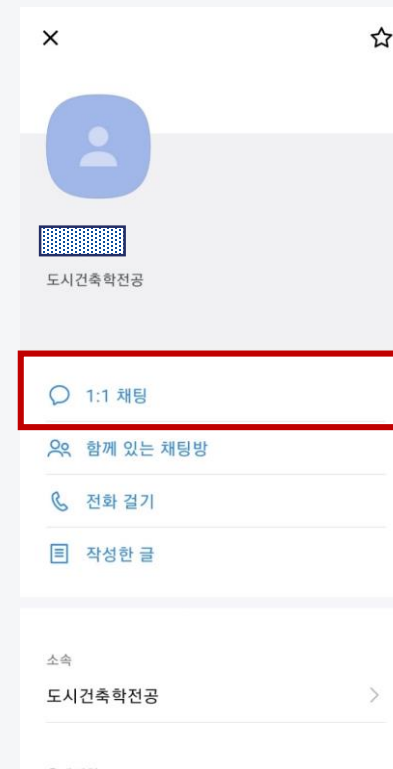 도시건축학전공
1:1 채팅
함께 있는 채팅방
전화 걸기
작성한 글
소속
도시건축학전공